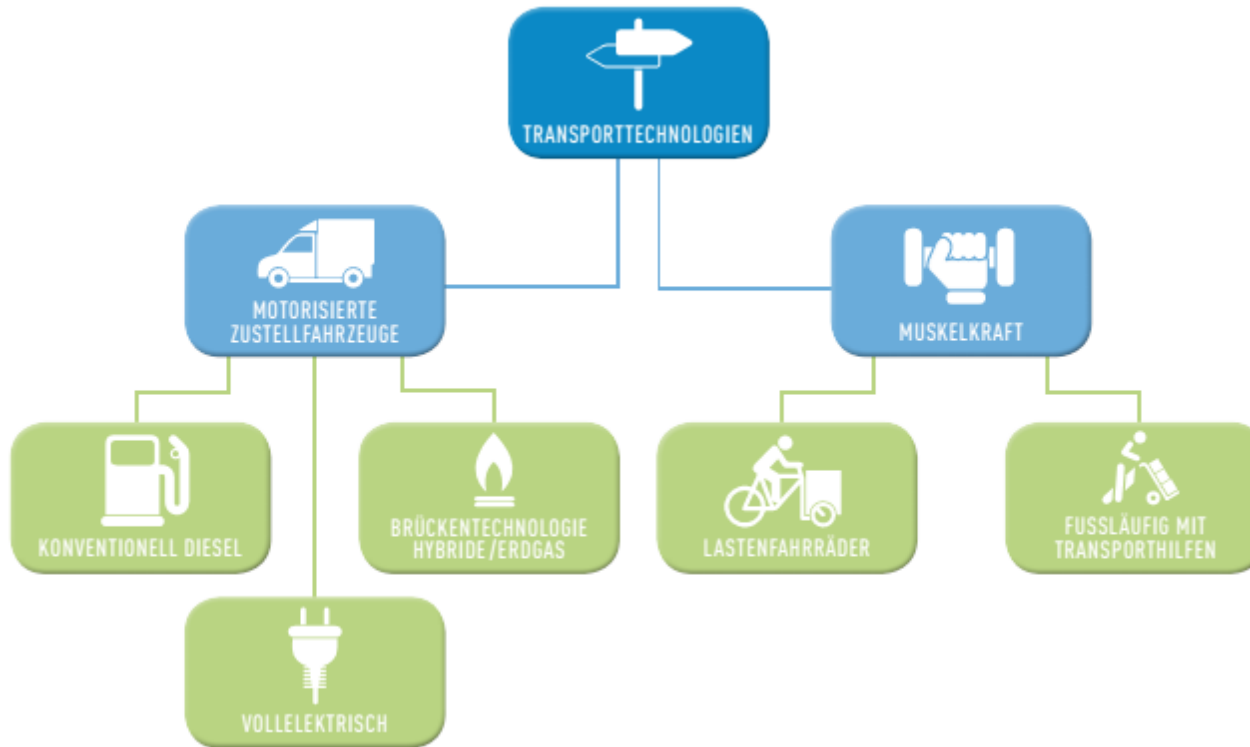 TRANSPORTTECHNOLOGIEN
MOTORISIERTE
ZUSTELLFAHRZEUGE
MUSKELKRAFT
KONVENTIONELL DIESEL
BRÜCKENTECHNOLOGIE
HYBRIDE/ERDGAS
LASTENFAHRRÄDER
FUSSLÄUFIG MIT
TRANSPORTHILFEN
VOLLELEKTRISCH